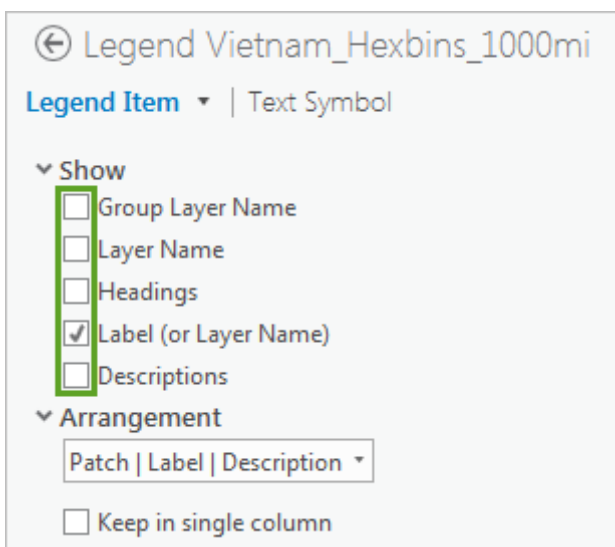 Legend Vietnam_Hexbins_1000mi
Legend Item | Text Symbol
Show
Group Layer Name
Layer Name
Headings
Label (or Layer Name)
Descriptions
Arrangement
Patch | Label | Description
Keep in single column